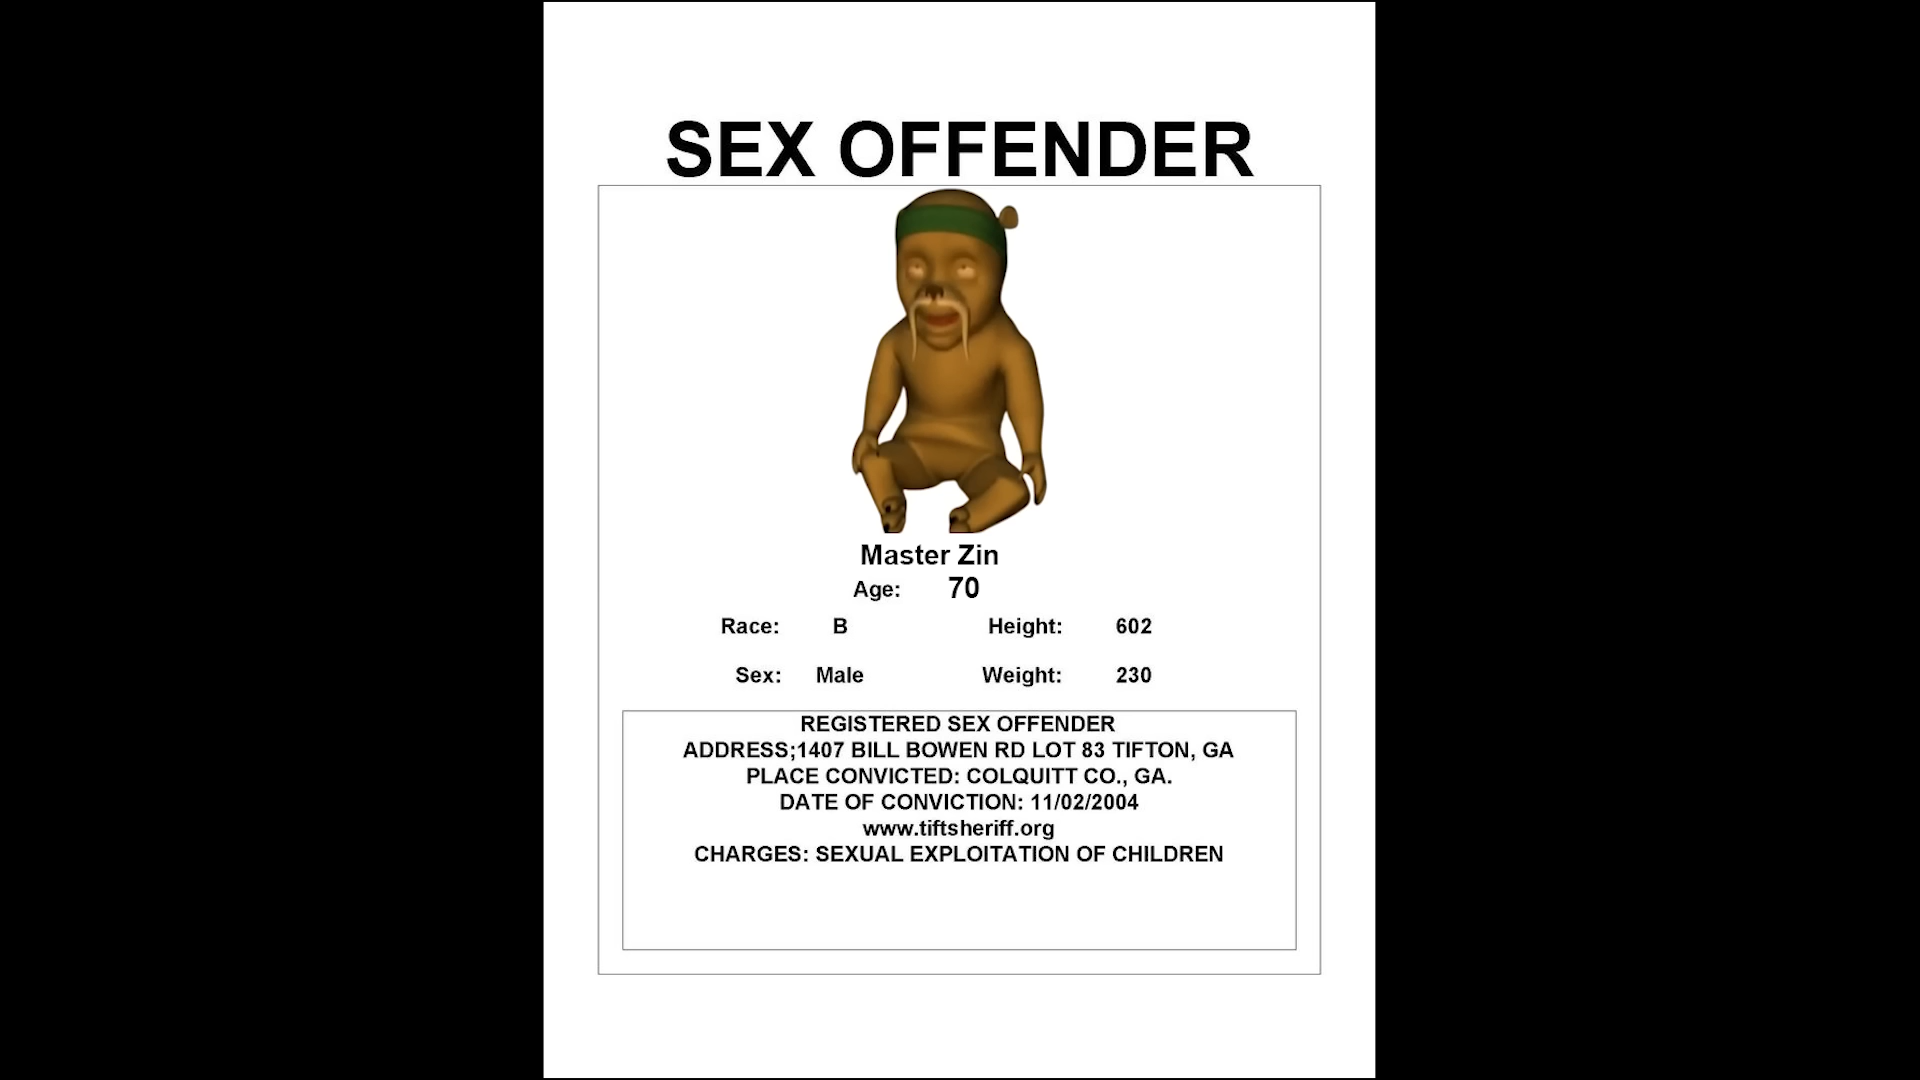 SEX OFFENDER
Master Zin
Age: 70
Race: B Height: 602
Sex: Male Weight: 230
REGISTERED SEX OFFENDER
ADDRESS;1407 BILL BOWEN RD LOT 83 TIFTON, GA
PLACE CONVICTED: COLQUITT CO., GA.
DATE OF CONVICTION: 11/02/2004
www.tiftsheriff.org
CHARGES: SEXUAL EXPLOITATION OF CHILDREN